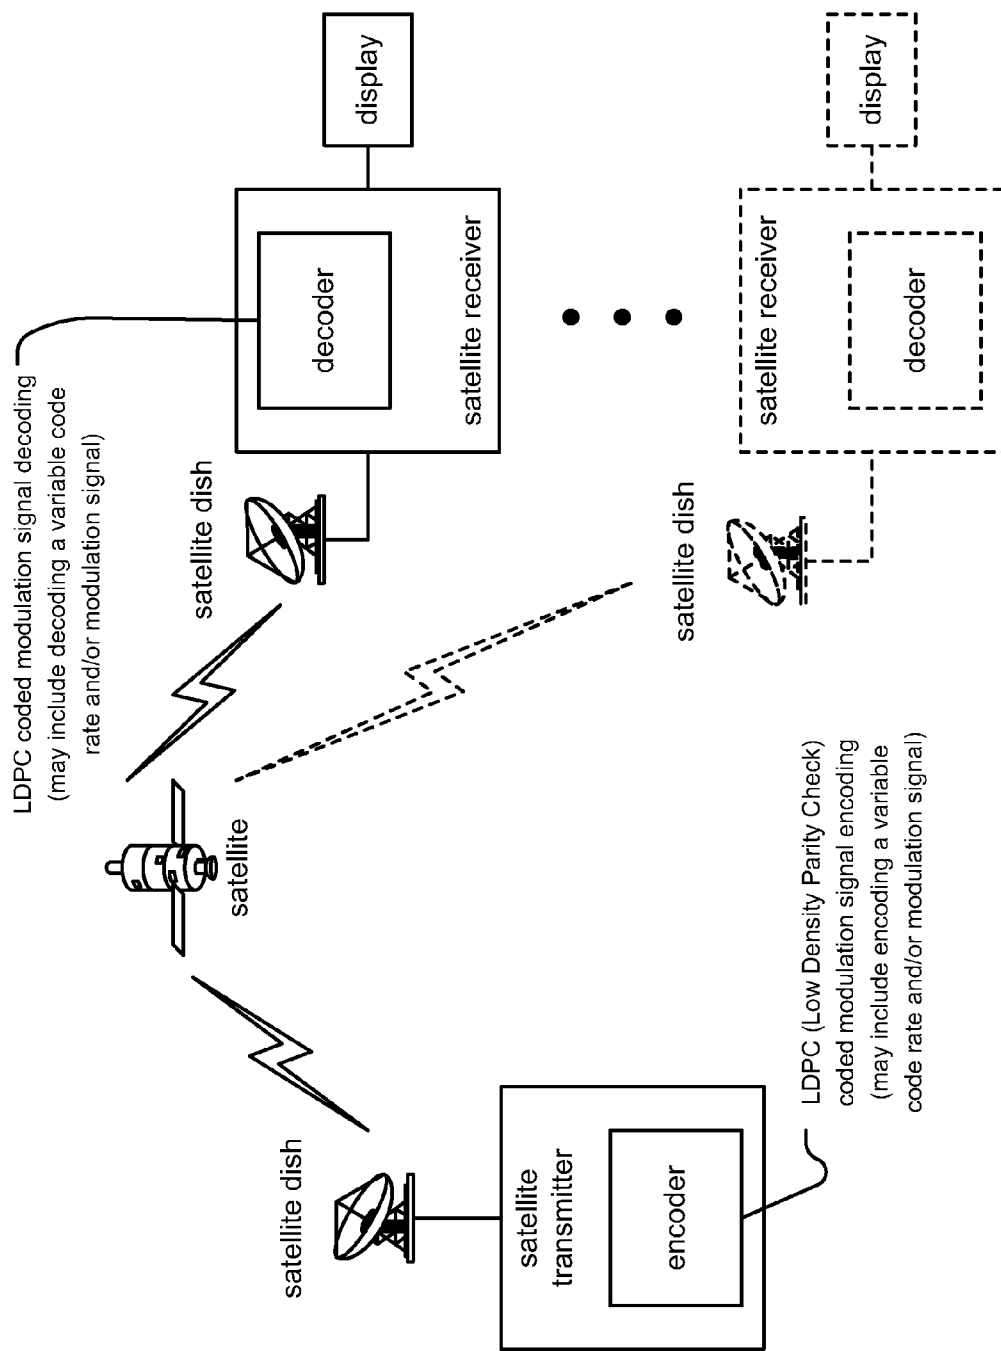 LDPC coded modulation signal decoding
(may include decoding a variable code
rate and/or modulation signal)
satellite
satellite dish
decoder
satellite receiver
display
satellite dish
satellite
transmitter
encoder
satellite dish
satellite receiver
decoder
display
LDPC (Low Density Parity Check)
coded modulation signal encoding
(may include encoding a variable
code rate and/or modulation signal)